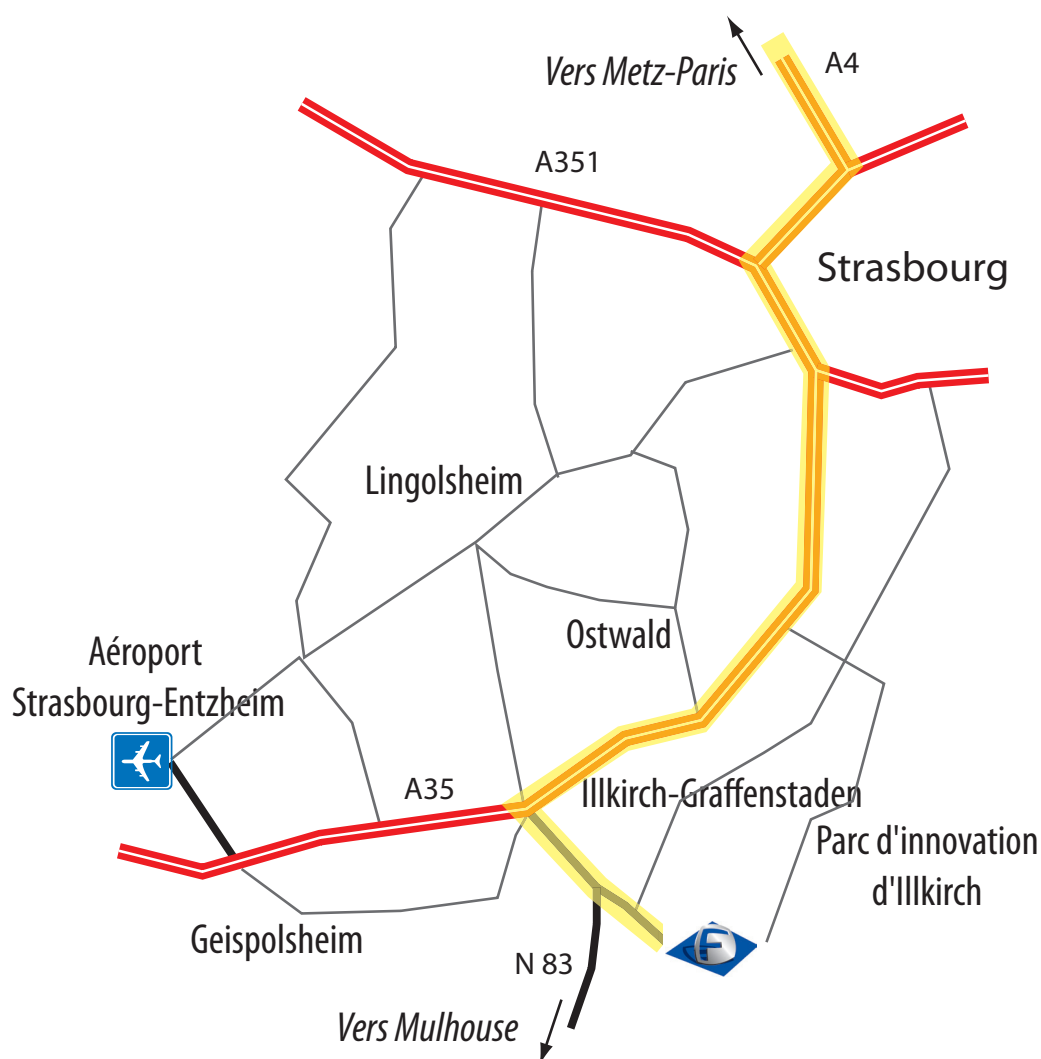 Vers Metz-Paris
A4
A351
Strasbourg
Lingolsheim
Ostwald
Aéroport
Strasbourg-Entzheim
A35
Illkirch-Graffenstaden
Parc d'innovation
d'Illkirch
Geispolsheim
F
N 83
Vers Mulhouse